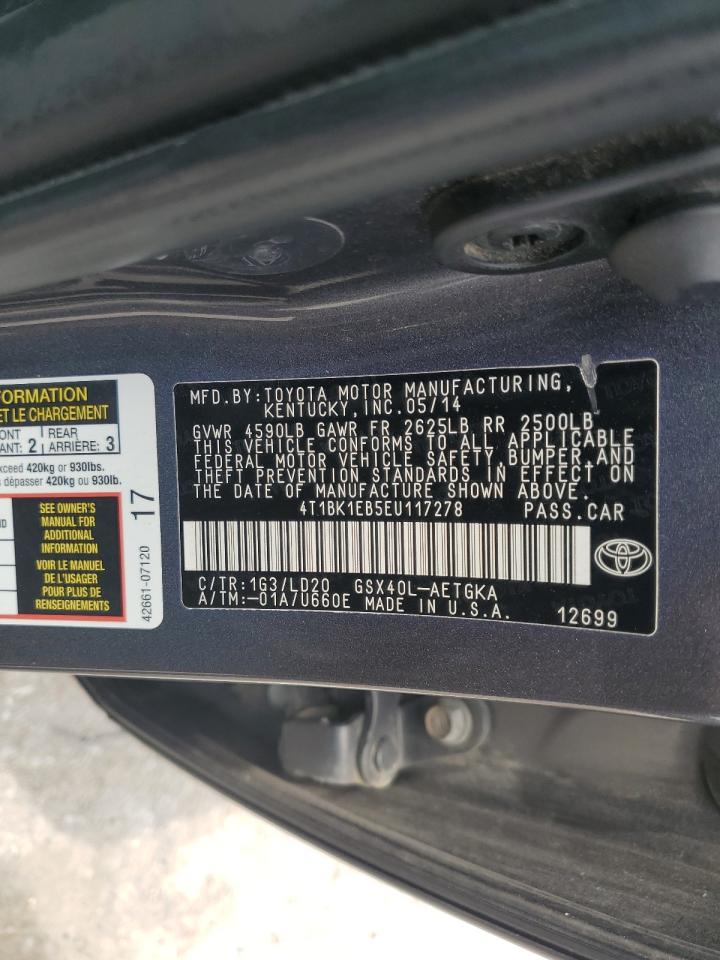 FORMATION
ET LE CHARGEMENT
ONT
ANT: 2
REAR
ARRIÈRE: 3
xceed 420kg or 930lbs.
s dépasser 420kg ou 930lb.
ND
SEE OWNER'S
MANUAL FOR
ADDITIONAL
INFORMATION
VOIR LE MANUEL
DE L'USAGER
POUR PLUS DE
RENSEIGNEMENTS
17
42661-07120
MFD.BY:TOYOTA MOTOR MANUFACTURING,
KENTUCKY,INC.05/14
GVWR 4590LB GAWR FR 2625LB RR 2500LB
THIS VEHICLE CONFORMS TO ALL APPLICABLE
FEDERAL MOTOR VEHICLE SAFETY,BUMPER,AND
THEFT PREVENTION STANDARDS IN EFFECT ON
THE DATE OF MANUFACTURE SHOWN ABOVE.
4T1BK1EB5EU117278 PASS.CAR
C/TR:1G3/LD20 GSX40L-AETGKA
A/TM:-01A/U660E MADE IN U.S.A.
12699